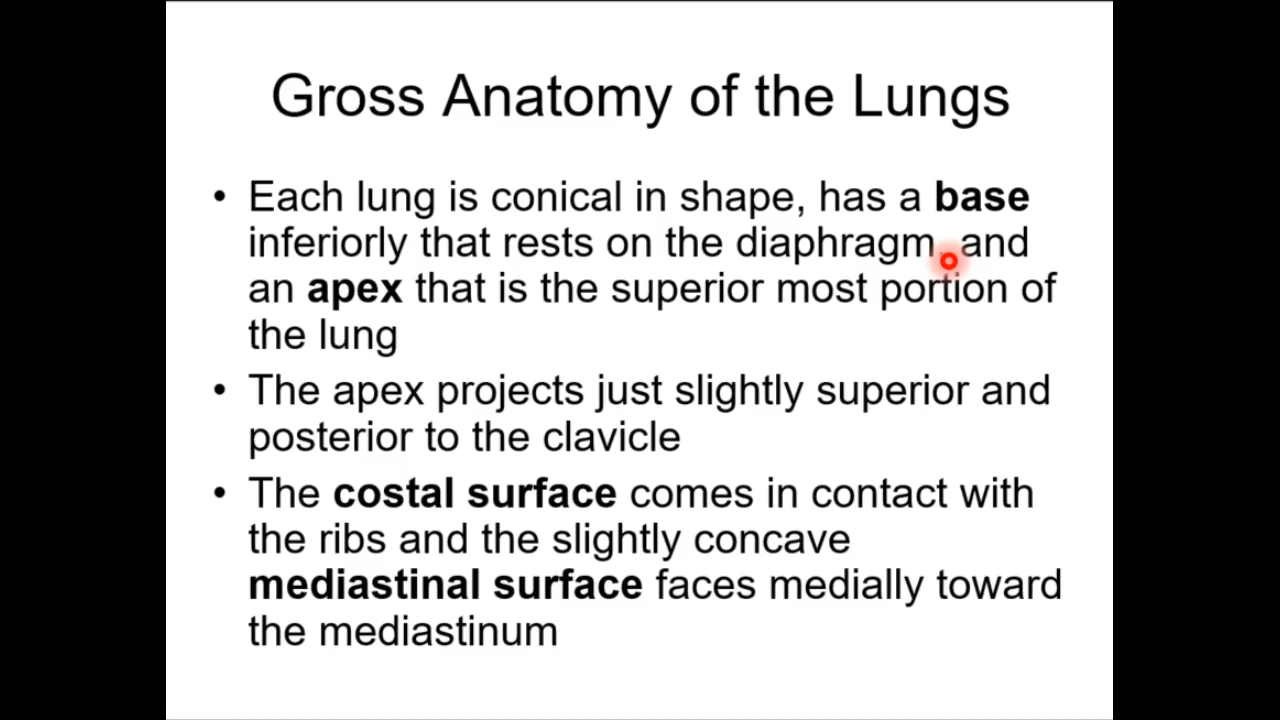 Gross Anatomy of the Lungs
• Each lung is conical in shape, has a base
inferiorly that rests on the diaphragm, and
an apex that is the superior most portion of
the lung
• The apex projects just slightly superior and
posterior to the clavicle
• The costal surface comes in contact with
the ribs and the slightly concave
mediastinal surface faces medially toward
the mediastinum